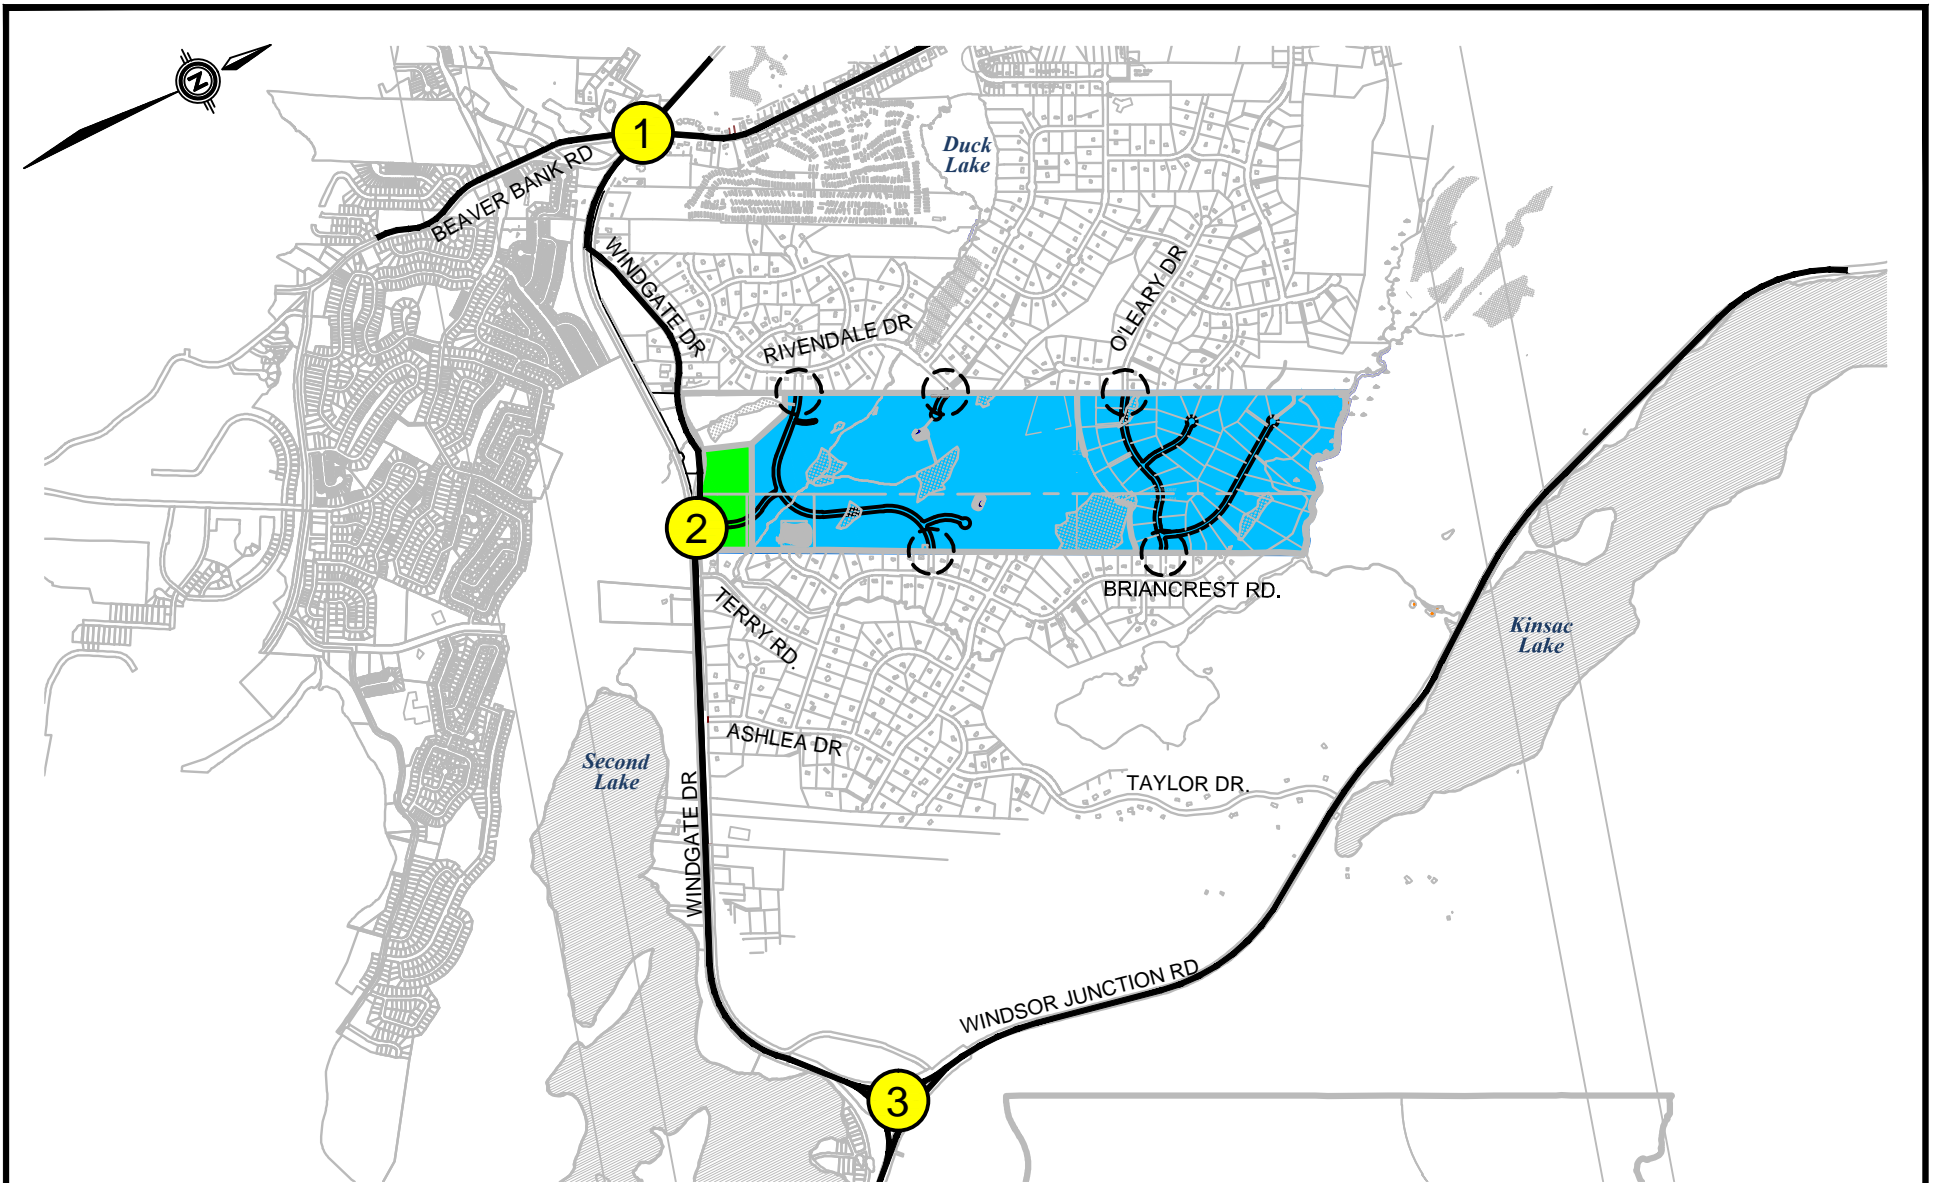 N
1
BEAVER BANK RD
Duck
Lake
WINDGATE DR
RIVENDALE DR
O'LEARY DR
2
TERRY RD.
BRIANCREST RD.
Kinsac
Lake
ASHLEA DR
Second
Lake
TAYLOR DR.
WINDGATE DR
WINDSOR JUNCTION RD
3